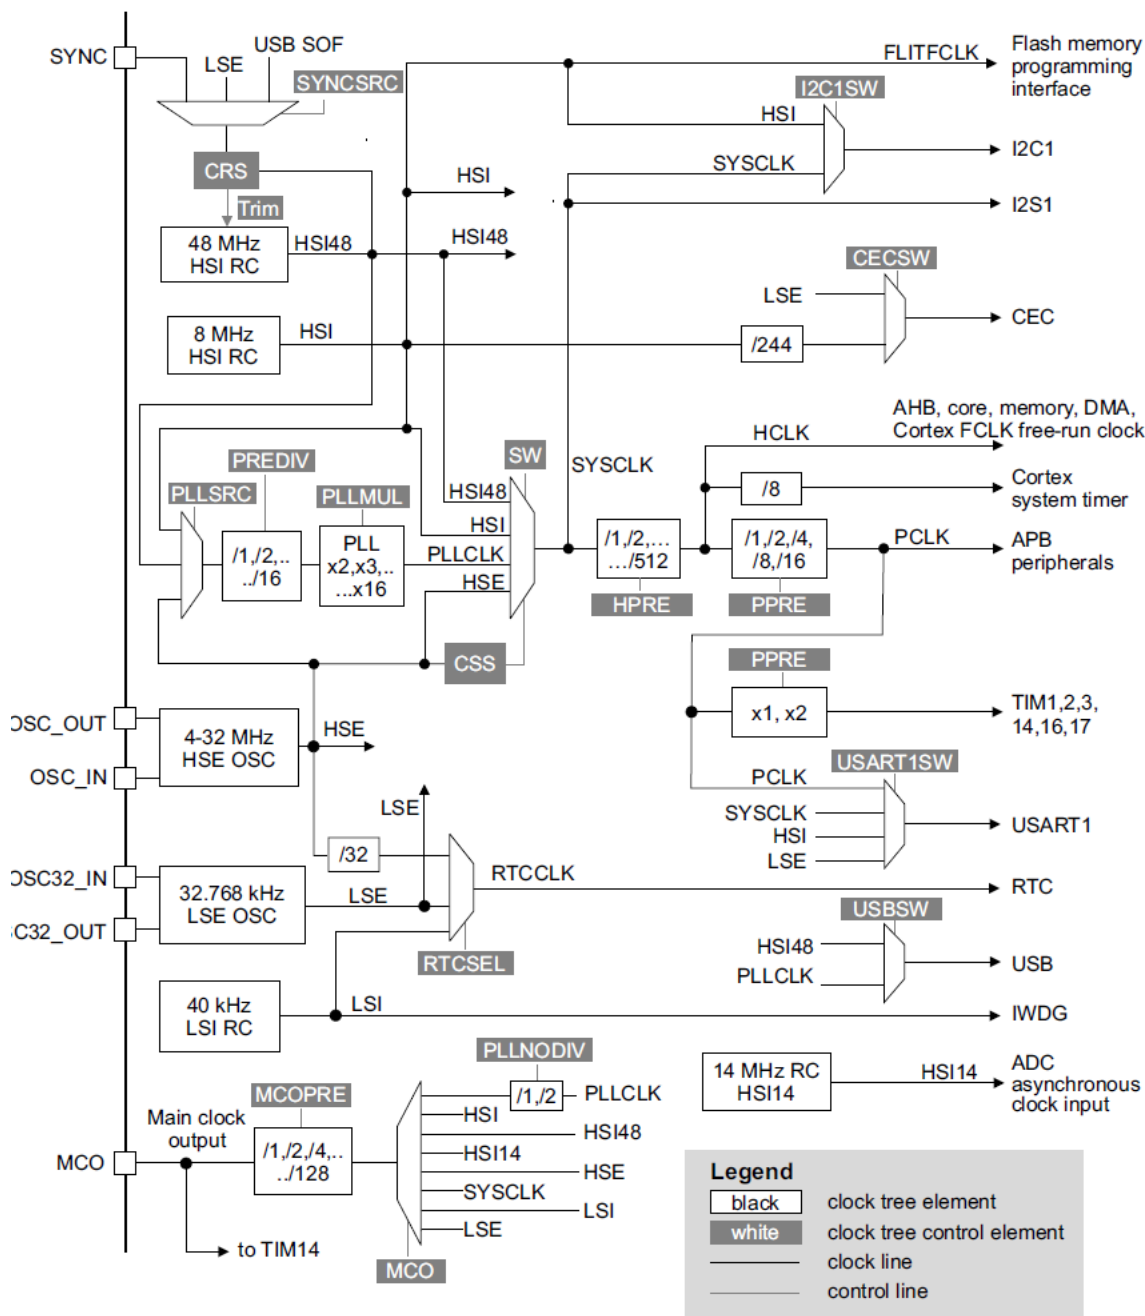 SYNC
USB SOF
LSE
SYNCSRC
CRS
Trim
48 MHz
HSI RC
HSI48
HSI
HSI48
8 MHz
HSI RC
HSI
FLITFCLK
Flash memory
programming
interface
I2C1SW
HSI
SYSCLK
I2C1
I2S1
CECSW
LSE
/244
CEC
AHB, core, memory, DMA,
Cortex FCLK free-run clock
HCLK
/8
Cortex
system timer
SW
SYSCLK
PLLSRC
PREDIV
PLLMUL
/1,/2,..
../16
PLL
x2,x3,..
...x16
HSI48
HSI
PLLCLK
HSE
/1,/2,...
.../512
HPRE
/1,/2,/4,
/8,/16
PPRE
PCLK
APB
peripherals
CSS
PPRE
x1, x2
TIM1,2,3,
14,16,17
OSC_OUT
OSC_IN
4-32 MHz
HSE OSC
HSE
USART1SW
PCLK
SYSCLK
HSI
LSE
USART1
LSE
/32
RTCCLK
RTC
OSC32_IN
C32_OUT
32.768 kHz
LSE OSC
LSE
RTCSEL
USBSW
HSI48
PLLCLK
USB
40 kHz
LSI RC
LSI
IWDG
PLLNODIV
/1,/2
PLLCLK
14 MHz RC
HSI14
HSI14
ADC
asynchronous
clock input
MCOPRE
Main clock
output
/1,/2,/4,..
../128
MCO
HSI
HSI48
HSI14
HSE
SYSCLK
LSI
LSE
to TIM14
MCO
Legend
black
clock tree element
white
clock tree control element
clock line
control line